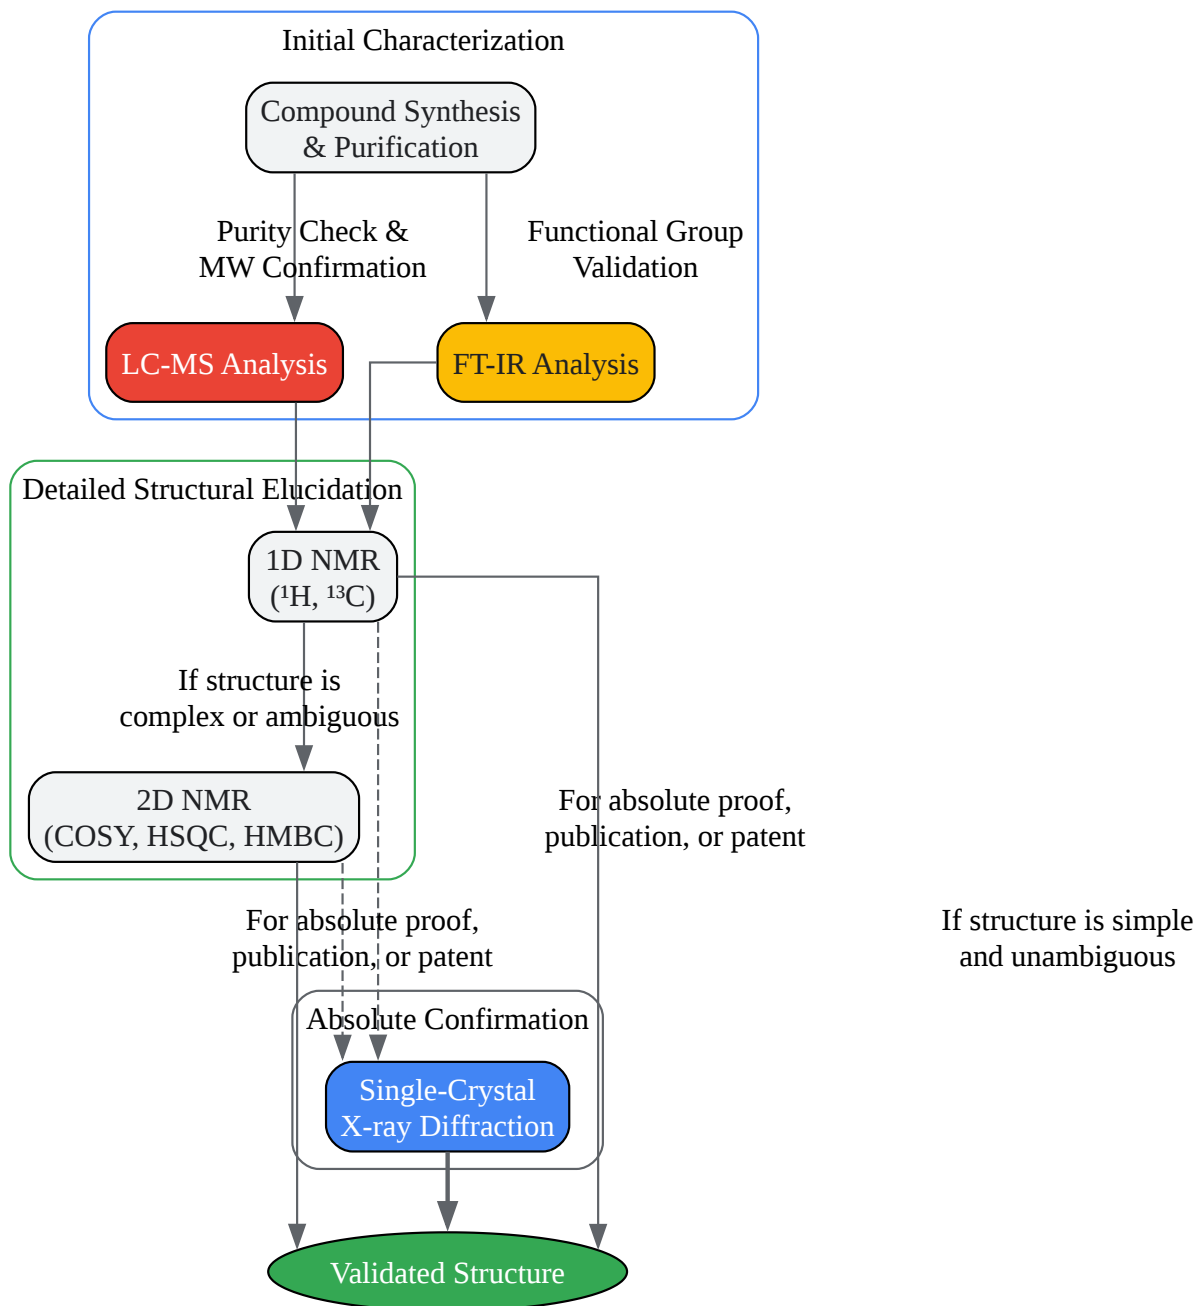 Initial Characterization
Compound Synthesis
& Purification
Purity Check &
MW Confirmation
Functional Group
Validation
LC-MS Analysis
FT-IR Analysis
Detailed Structural Elucidation
1D NMR
(¹H, ¹³C)
If structure is
complex or ambiguous
2D NMR
(COSY, HSQC, HMBC)
For absolute proof,
publication, or patent
For absolute proof,
publication, or patent
If structure is simple
and unambiguous
Absolute Confirmation
Single-Crystal
X-ray Diffraction
Validated Structure